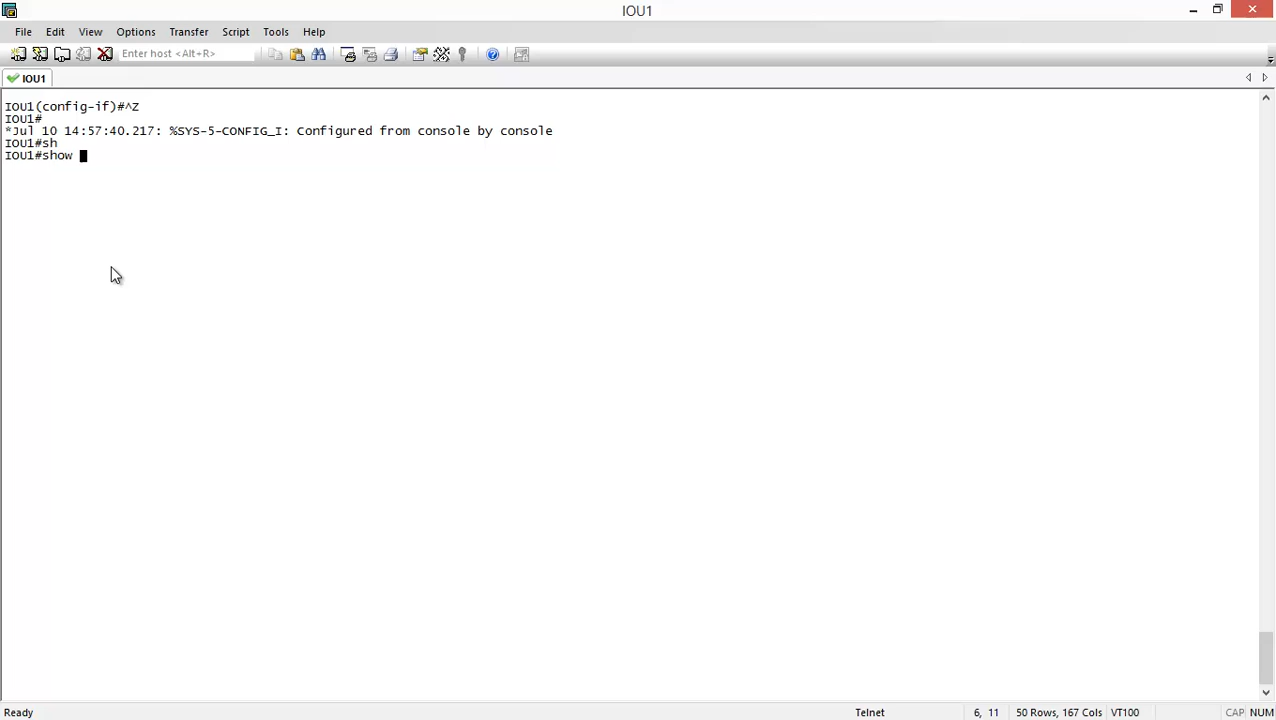 IOU1
File Edit View Options Transfer Script Tools Help
Enter host <Alt+R>
IOU1
IOU1(config-if)#^Z
IOU1#
*Jul 10 14:57:40.217: %SYS-5-CONFIG_I: Configured from console by console
IOU1#sh
IOU1#show
Ready Telnet 6, 11 50 Rows, 167 Cols VT100 CAP NUM